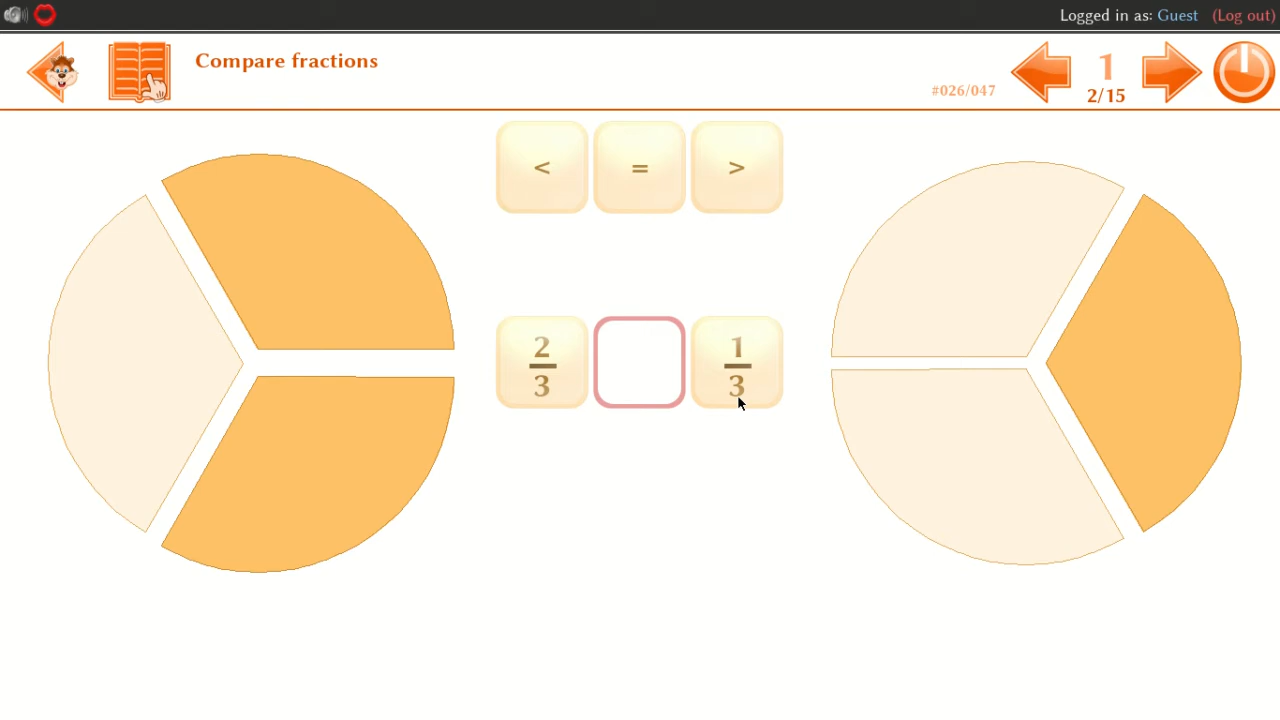 Logged in as: Guest (Log out)
Compare fractions
#026/047
1
2/15
< = >
2/3 1/3